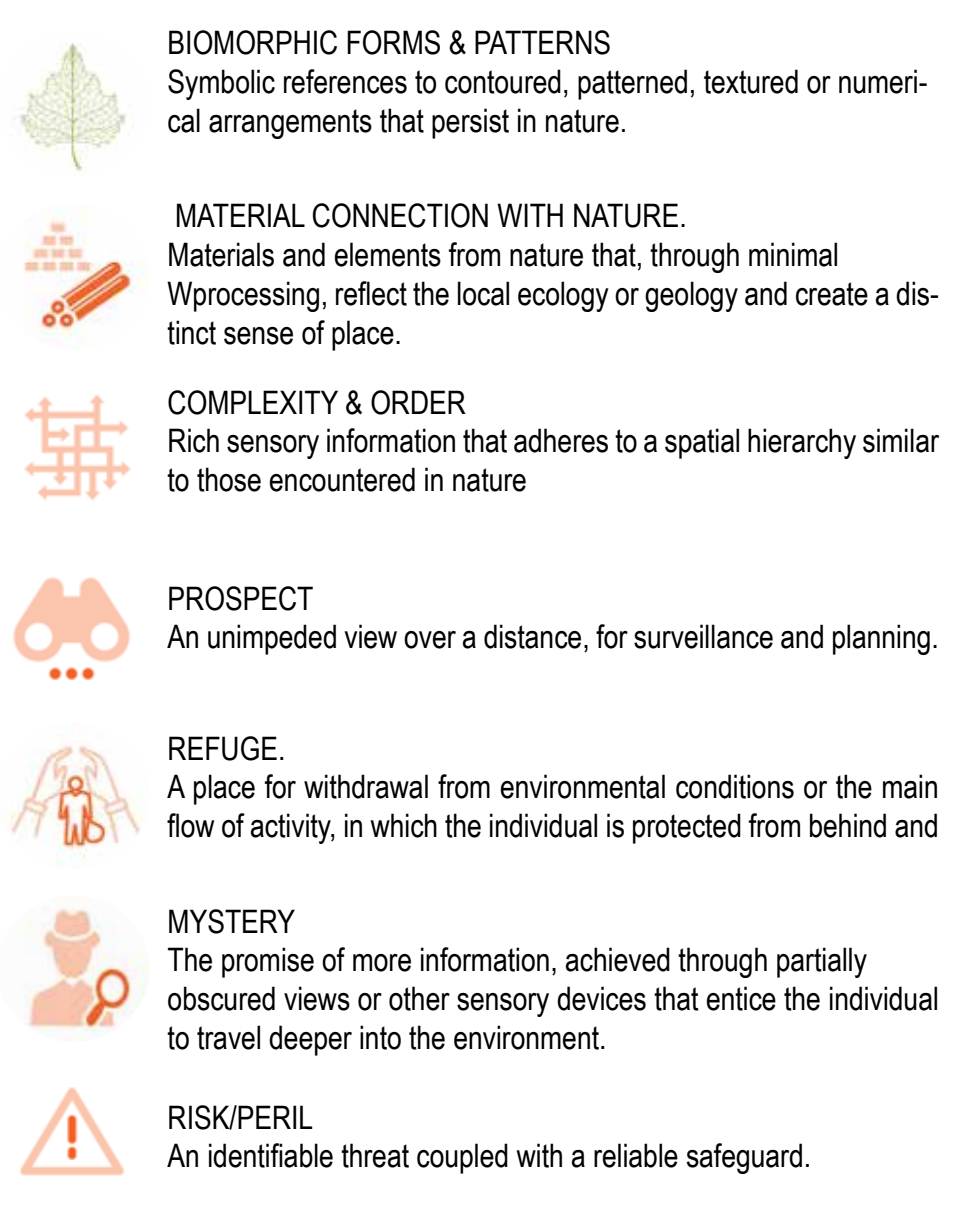 BIOMORPHIC FORMS & PATTERNS
Symbolic references to contoured, patterned, textured or numeri-
cal arrangements that persist in nature.
MATERIAL CONNECTION WITH NATURE.
Materials and elements from nature that, through minimal
Wprocessing, reflect the local ecology or geology and create a dis-
tinct sense of place.
COMPLEXITY & ORDER
Rich sensory information that adheres to a spatial hierarchy similar
to those encountered in nature
PROSPECT
An unimpeded view over a distance, for surveillance and planning.
REFUGE.
A place for withdrawal from environmental conditions or the main
flow of activity, in which the individual is protected from behind and
MYSTERY
The promise of more information, achieved through partially
obscured views or other sensory devices that entice the individual
to travel deeper into the environment.
RISK/PERIL
An identifiable threat coupled with a reliable safeguard.